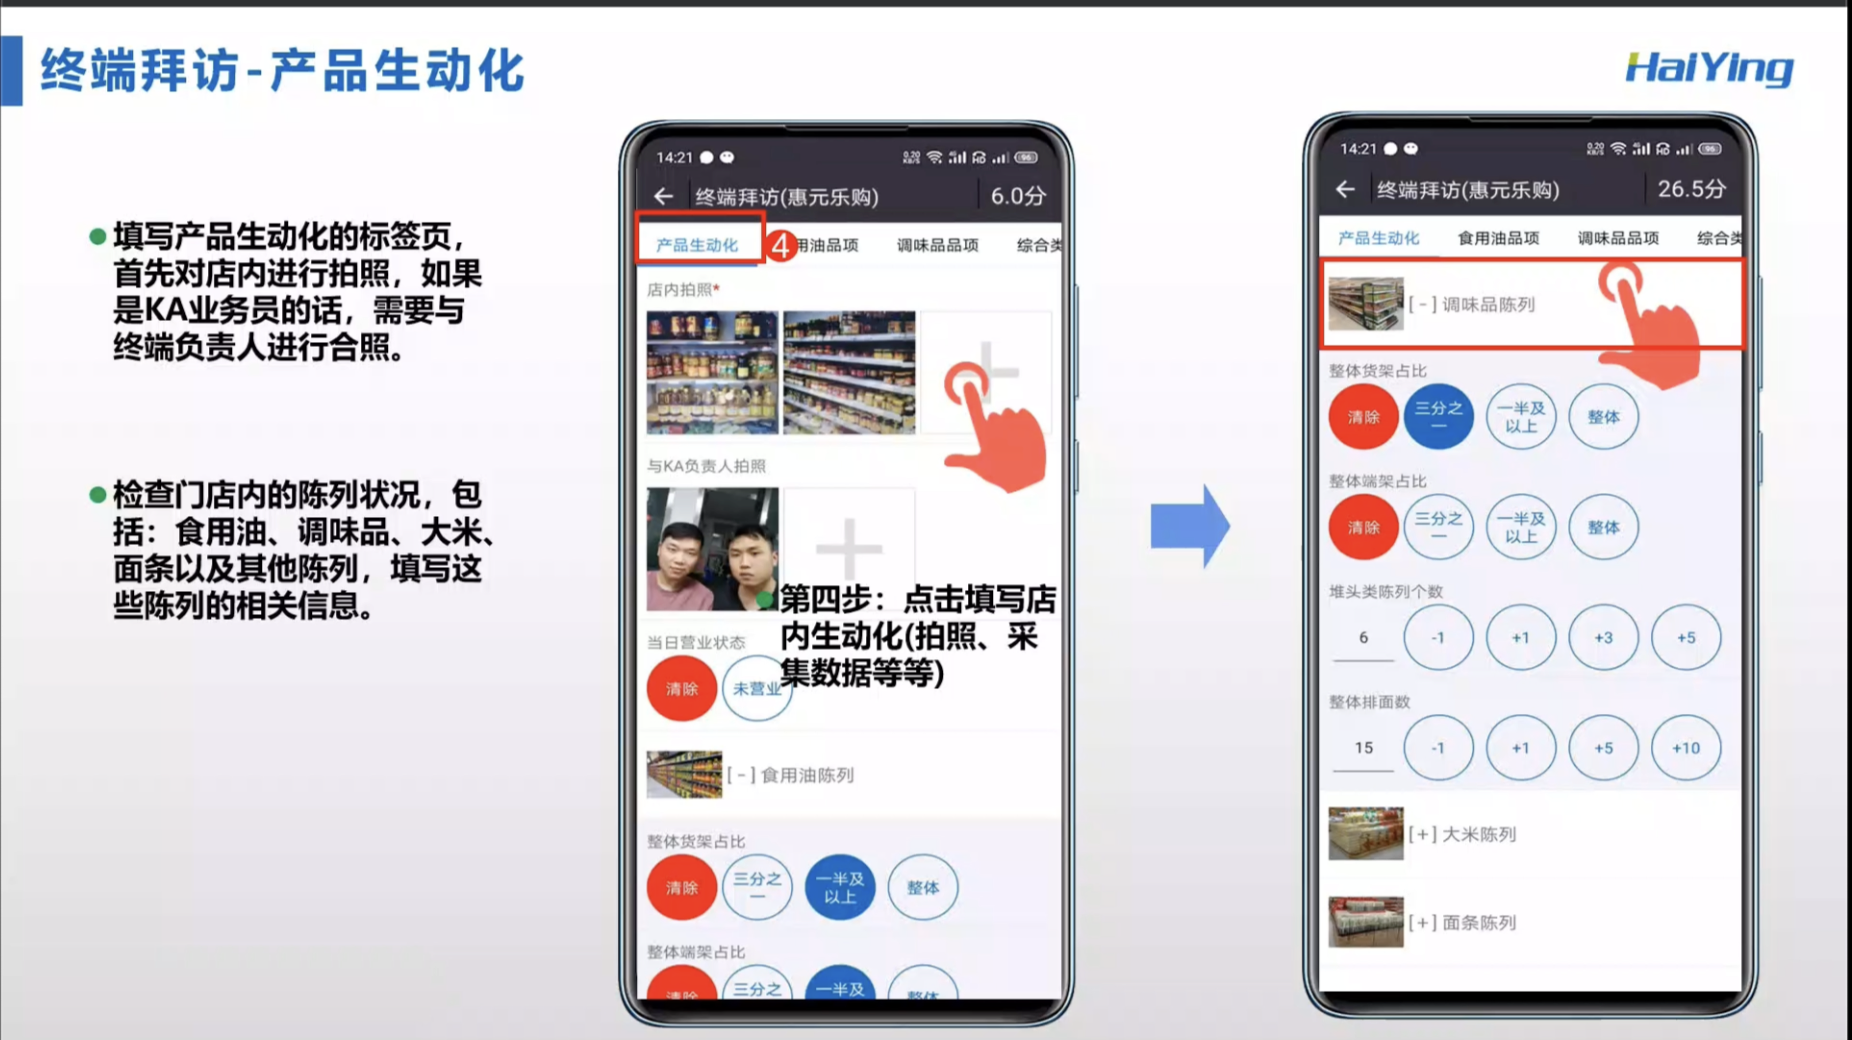 终端拜访-产品生动化
HaiYing
填写产品生动化的标签页，
首先对店内进行拍照，如果
是KA业务员的话，需要与
终端负责人进行合照。
检查门店内的陈列状况，包
括：食用油、调味品、大米、
面条以及其他陈列，填写这
些陈列的相关信息。
14:21
终端拜访(惠元乐购)
6.0分
产品生动化
4
用油品项
调味品品项
综合类
店内拍照*
与KA负责人拍照
第四步：点击填写店
内生动化(拍照、采
集数据等等)
当日营业状态
清除
未营业
[-]食用油陈列
整体货架占比
清除
三分之
一
一半及
以上
整体
整体端架占比
清除
三分之
一半及
整体
14:21
终端拜访(惠元乐购)
26.5分
产品生动化
食用油品项
调味品品项
综合类
[-]调味品陈列
整体货架占比
清除
三分之
一
一半及
以上
整体
整体端架占比
清除
三分之
一
一半及
以上
整体
堆头类陈列个数
6
-1
+1
+3
+5
整体排面数
15
-1
+1
+5
+10
[+]大米陈列
[+]面条陈列